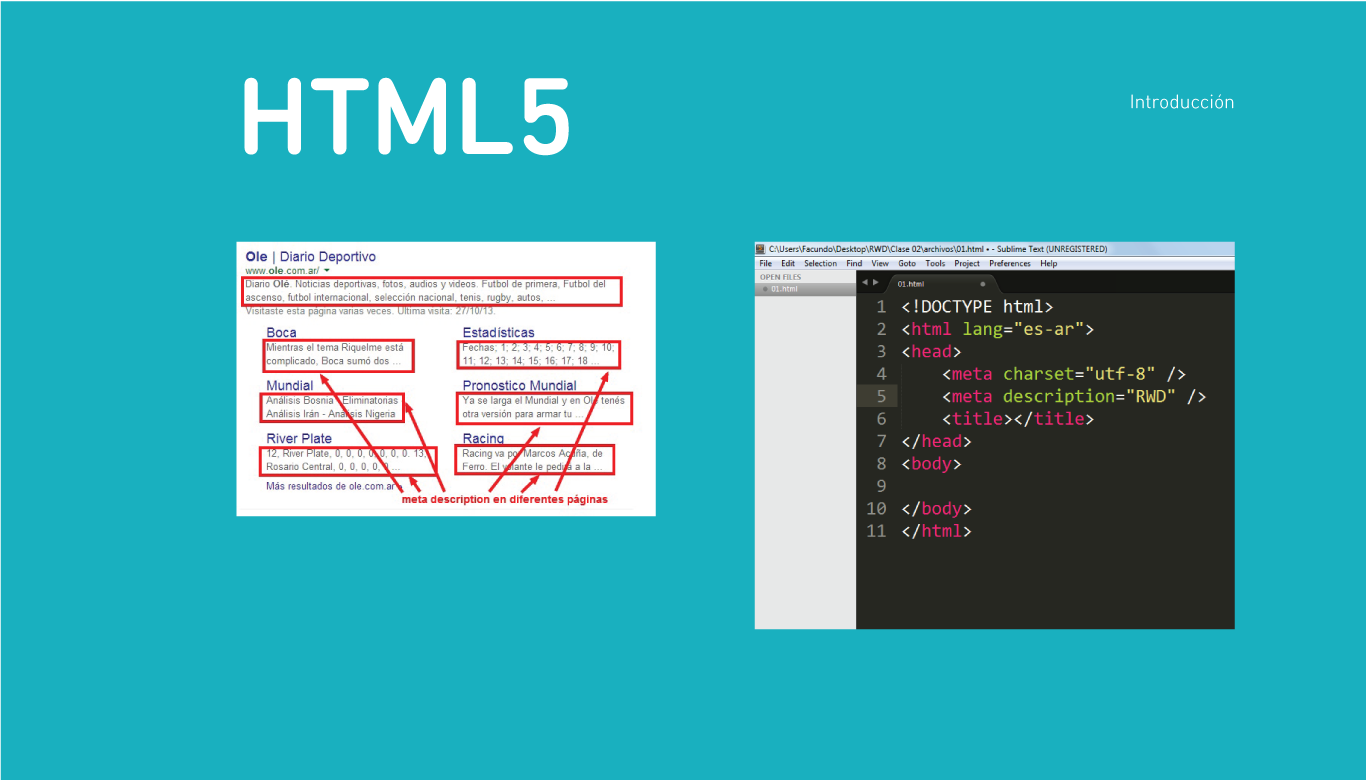 HTML5
Introducción
Ole | Diario Deportivo
www.ole.com.ar/
Diario Olé. Noticias deportivas, fotos, audios y videos. Futbol de primera, Futbol del
ascenso, futbol internacional, selección nacional, tenis, rugby, autos, ...
Visitaste esta página varias veces. Última visita: 27/10/13.
Boca
Mientras el tema Riquelme está
complicado, Boca sumó dos ...
Estadísticas
Fechas; 1; 2; 3; 4; 5; 6; 7; 8; 9; 10;
11; 12; 13; 14; 15; 16; 17; 18 ...
Mundial
Análisis Bosnia - Eliminatorias
Análisis Irán - Análisis Nigeria
Pronostico Mundial
Ya se larga el Mundial y en Olé tenés
otra versión para armar tu ...
River Plate
12, River Plate, 0, 0, 0, 0, 0, 0, 0. 13,
Rosario Central, 0, 0, 0, 0, 0 ...
Racing
Racing va por Marcos Acuña, de
Ferro. El volante le pedirá a la ...
Más resultados de ole.com.ar
meta description en diferentes páginas
C:\Users\Facundo\Desktop\RWD\Clase 02\archivos\01.html • - Sublime Text (UNREGISTERED)
File Edit Selection Find View Goto Tools Project Preferences Help
OPEN FILES
01.html
01.html
1 <!DOCTYPE html>
2 <html lang="es-ar">
3 <head>
4 <meta charset="utf-8" />
5 <meta description="RWD" />
6 <title></title>
7 </head>
8 <body>
9
10 </body>
11 </html>